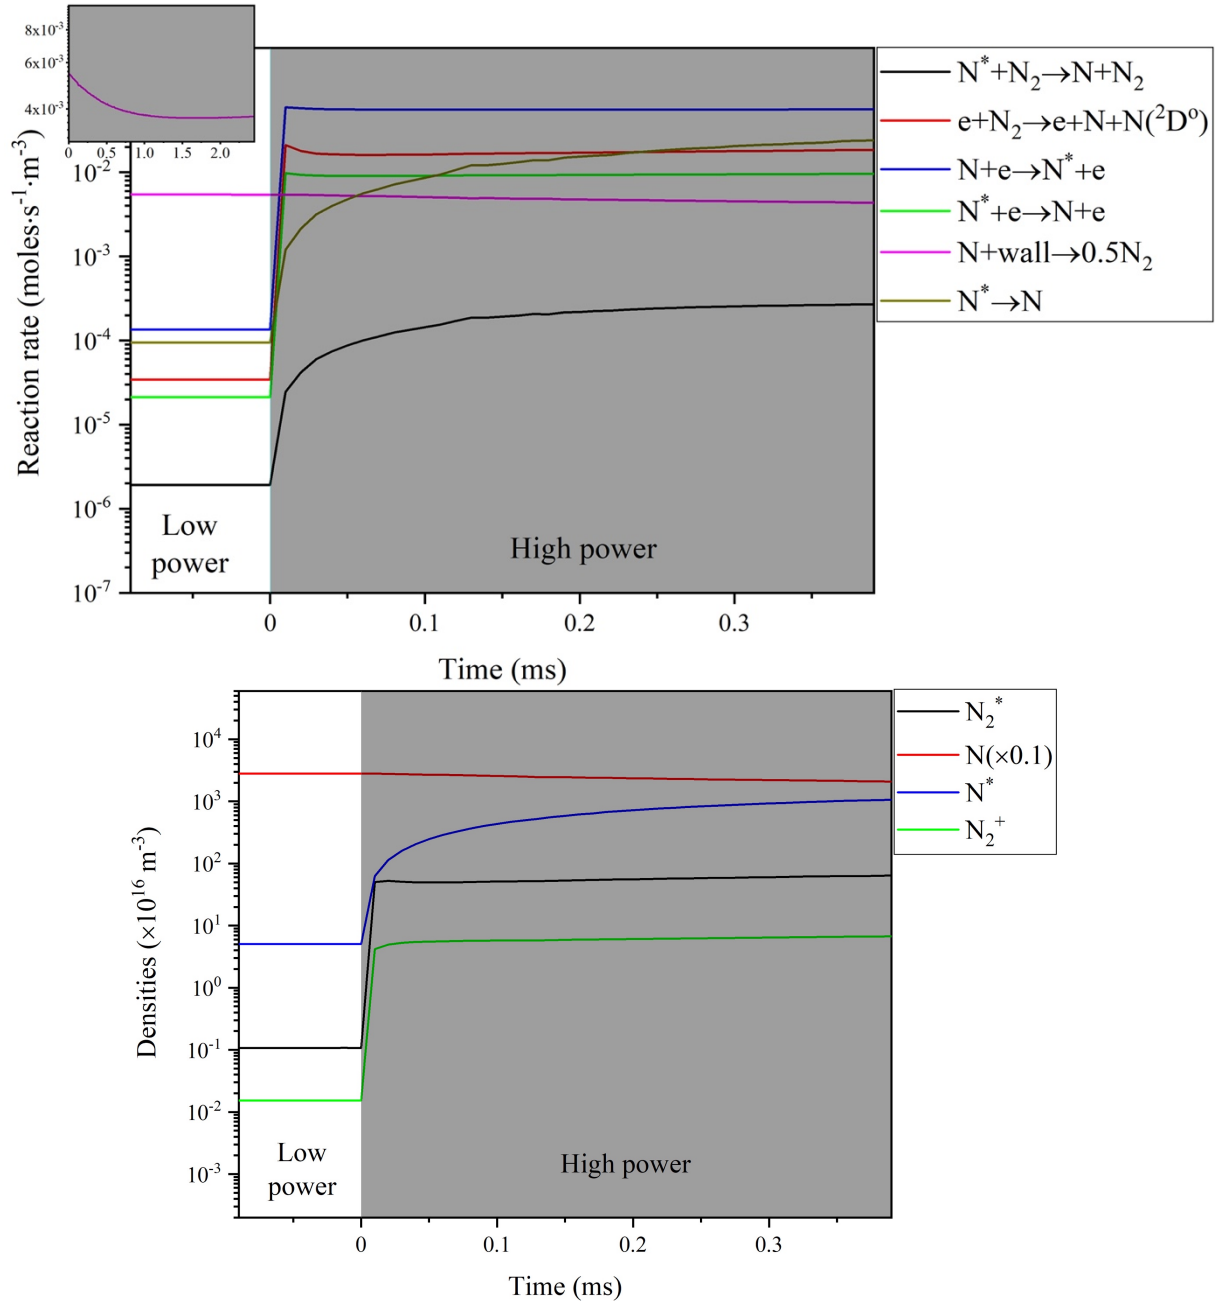 8x10-3
6x10-3
4x10-3
0 0.5 1.0 1.5 2.0
Reaction rate (moles·s-1·m-3)
10-2
10-3
10-4
10-5
10-6
10-7
Low
power
High power
0 0.1 0.2 0.3
Time (ms)
N*+N2→N+N2
e+N2→e+N+N(2Do)
N+e→N*+e
N*+e→N+e
N+wall→0.5N2
N*→N
Densities (×1016 m-3)
104
103
102
101
100
10-1
10-2
10-3
Low
power
High power
0 0.1 0.2 0.3
Time (ms)
N2*
N(×0.1)
N*
N2+